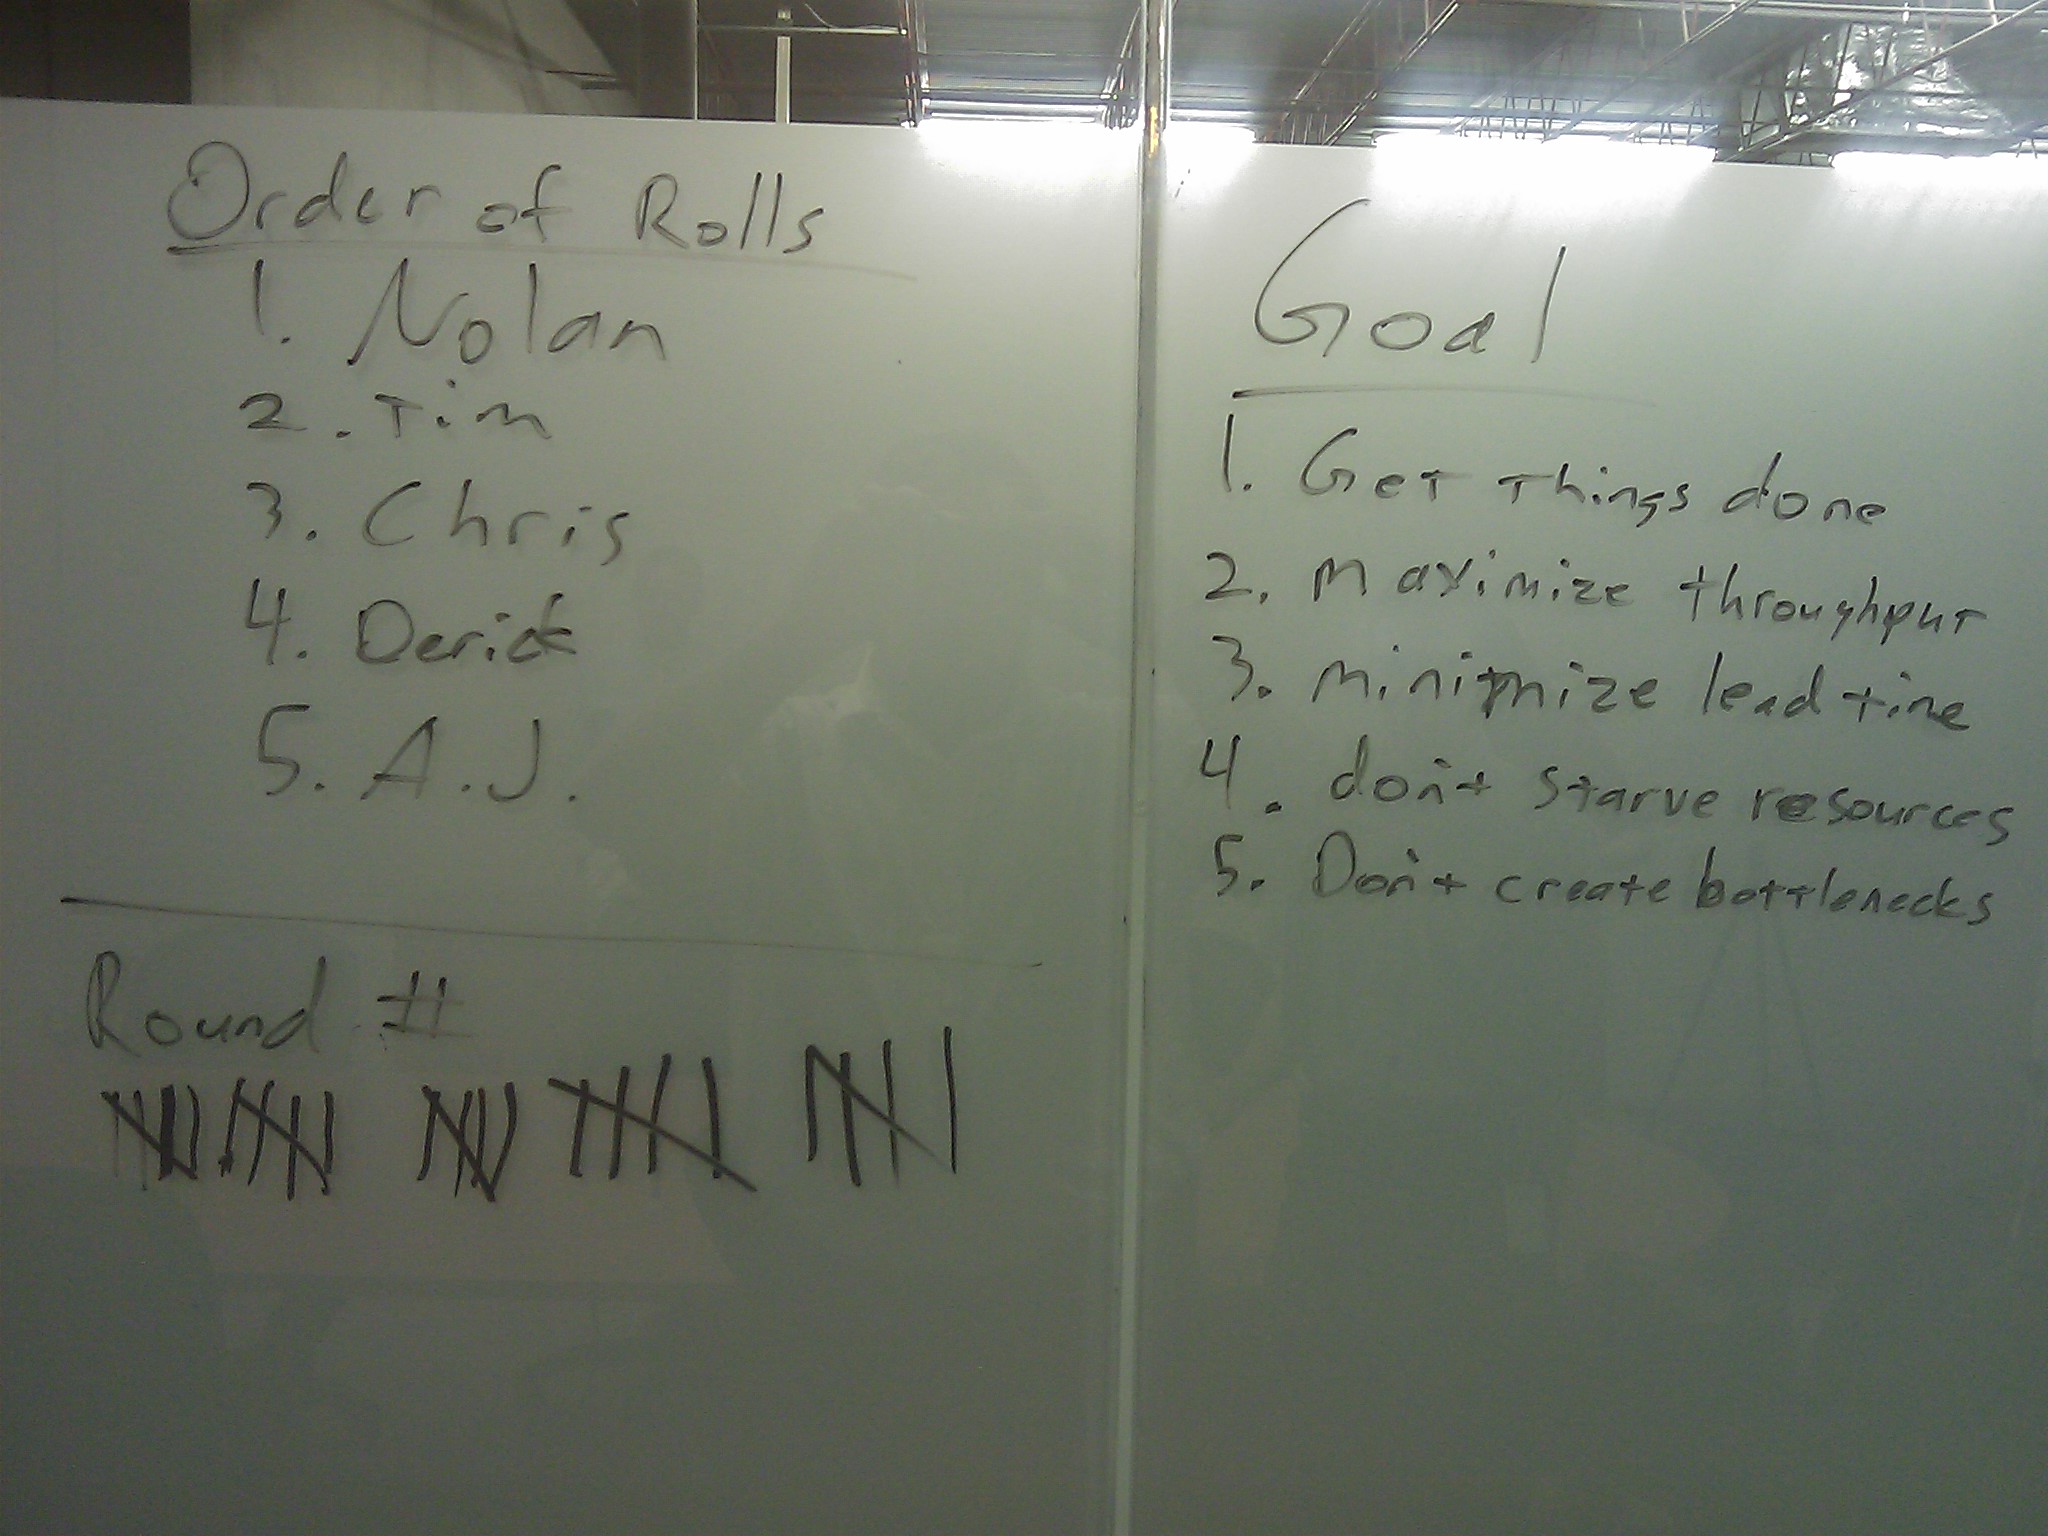 Order of Rolls
1. Nolan
2. Tim
3. Chris
4. Derick
5. A.J.
Round #
Goal
1. Get things done
2. Maximize throughput
3. minimize lead time
4. don't starve resources
5. Don't create bottlenecks